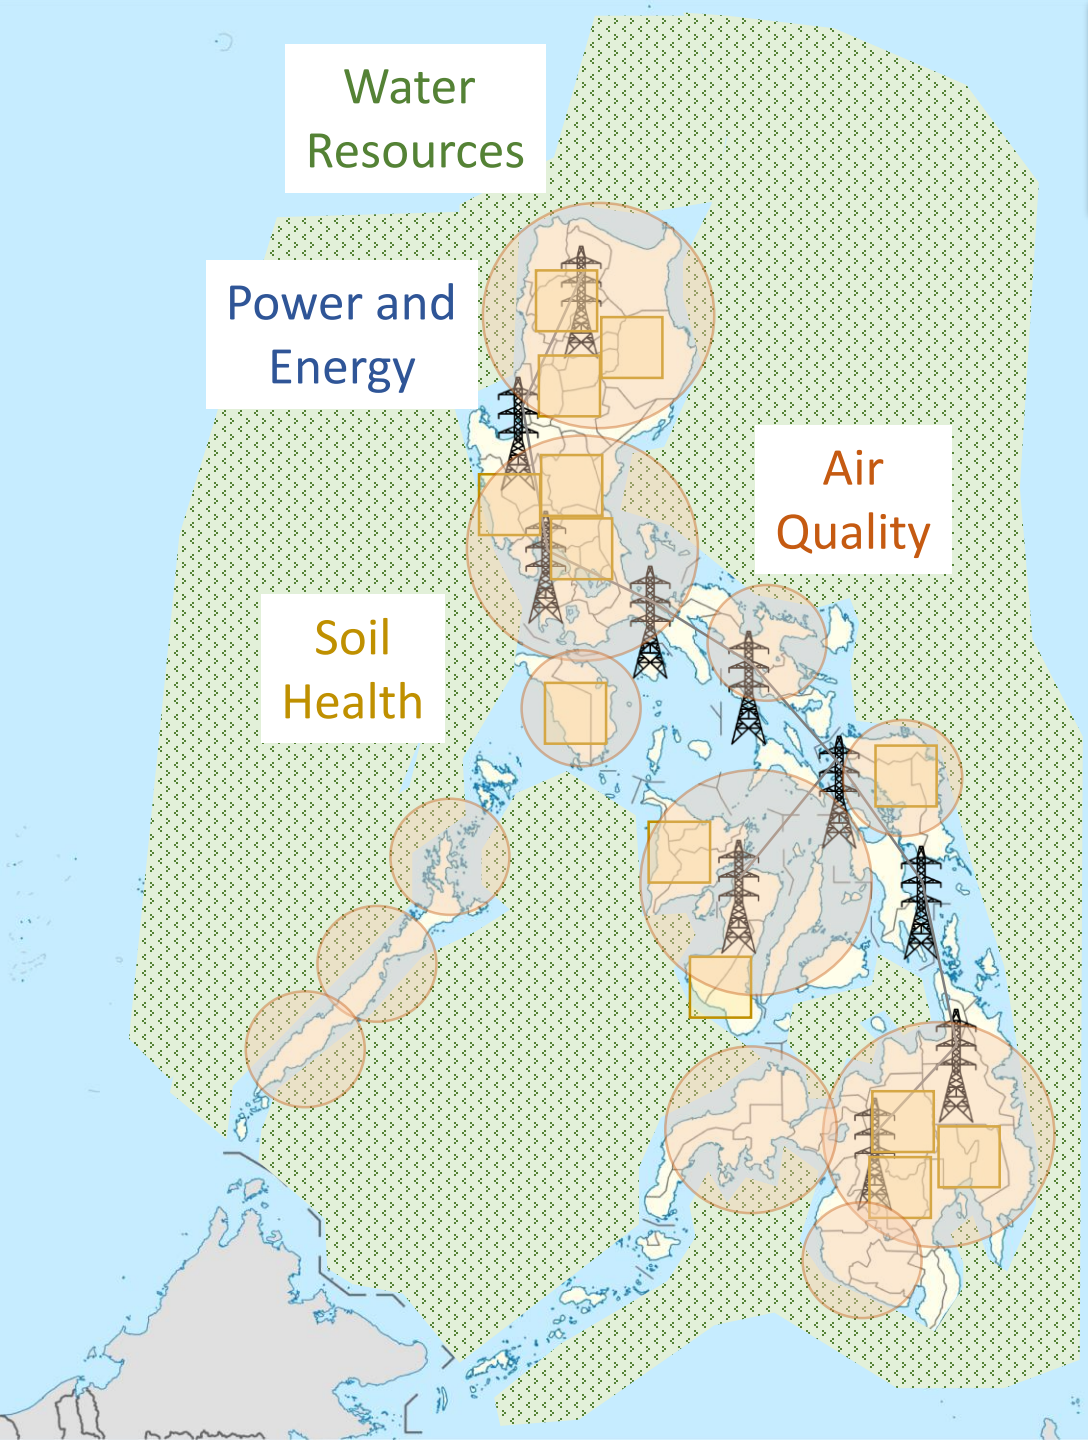 Water
Resources
Power and
Energy
Air
Quality
Soil
Health